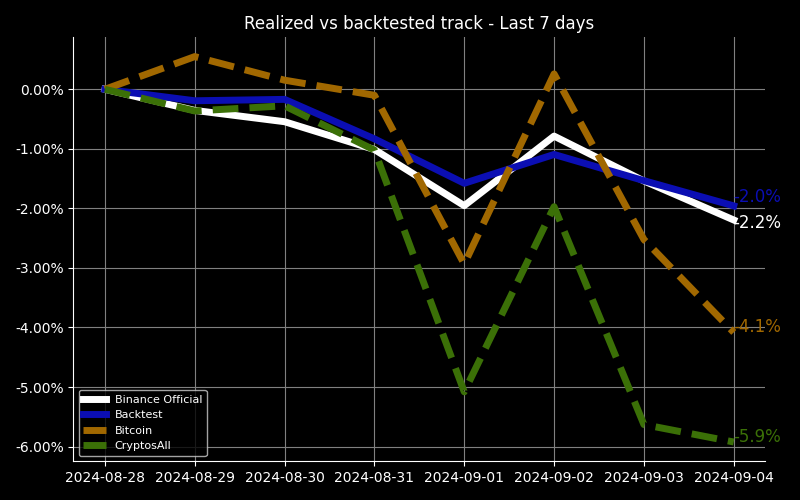 Realized vs backtested track - Last 7 days
0.00%
-1.00%
-2.00%
-3.00%
-4.00%
-5.00%
-6.00%
-2.0%
-2.2%
-4.1%
-5.9%
Binance Official
Backtest
Bitcoin
CryptosAll
2024-08-28 2024-08-29 2024-08-30 2024-08-31 2024-09-01 2024-09-02 2024-09-03 2024-09-04